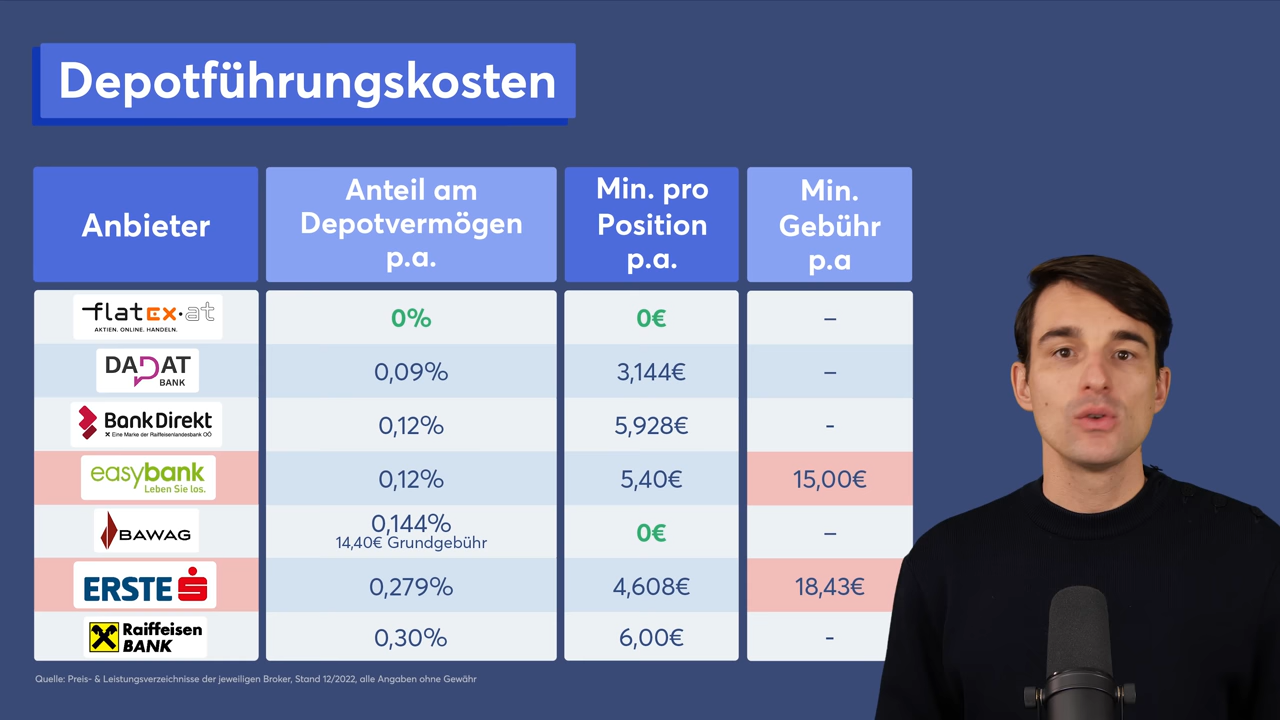 Depotführungskosten
Anbieter
Anteil am
Depotvermögen
p.a.
Min. pro
Position
p.a.
Min.
Gebühr
p.a
flatex.at
AKTIEN. ONLINE. HANDELN.
0%
0€
–
DADAT
BANK
0,09%
3,144€
–
BankDirekt
Eine Marke der Raiffeisenlandesbank OÖ
0,12%
5,928€
-
easybank
Leben Sie los.
0,12%
5,40€
15,00€
BAWAG
0,144%
14,40€ Grundgebühr
0€
–
ERSTE
0,279%
4,608€
18,43€
Raiffeisen
BANK
0,30%
6,00€
-
Quelle: Preis- & Leistungsverzeichnisse der jeweiligen Broker, Stand 12/2022, alle Angaben ohne Gewähr